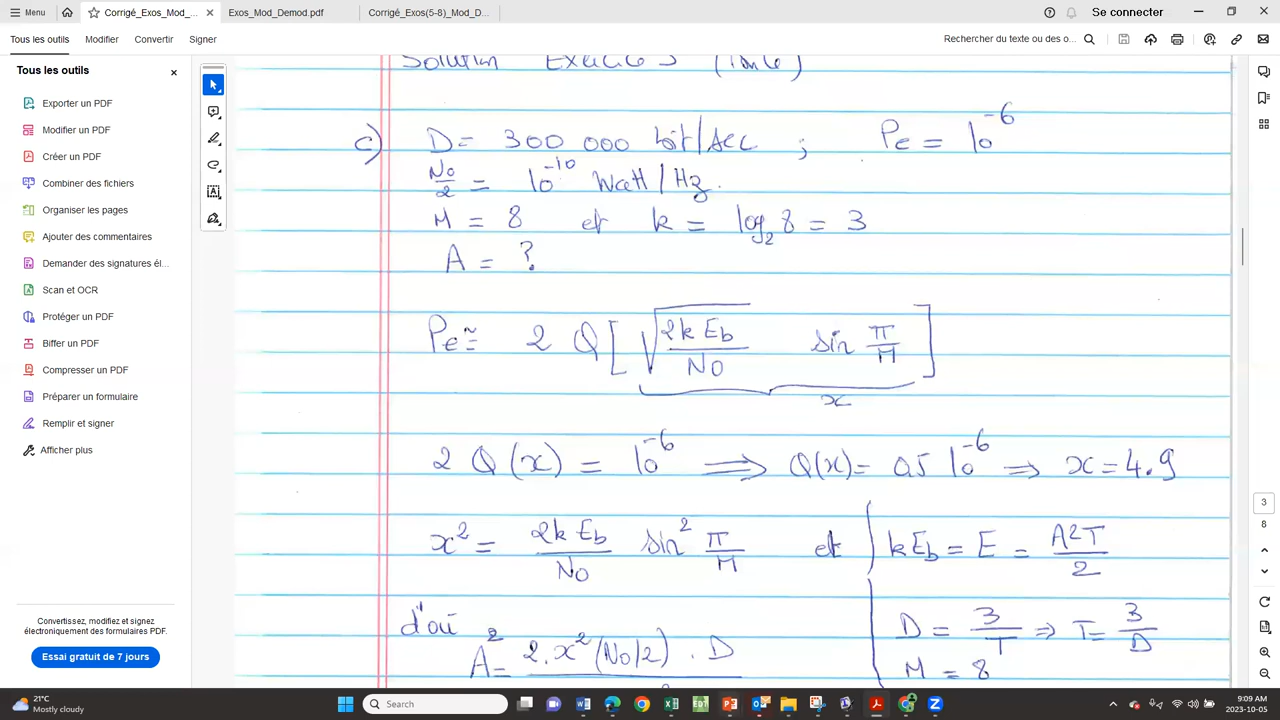 Menu
Corrigé_Exos_Mod_...
Exos_Mod_Demod.pdf
Corrigé_Exos(5-8)_Mod_D...
Se connecter
Tous les outils
Modifier
Convertir
Signer
Rechercher du texte ou des o...
Tous les outils
Exporter un PDF
Modifier un PDF
Créer un PDF
Combiner des fichiers
Organiser les pages
Ajouter des commentaires
Demander des signatures él...
Scan et OCR
Protéger un PDF
Biffer un PDF
Compresser un PDF
Préparer un formulaire
Remplir et signer
Afficher plus
Convertissez, modifiez et signez
électroniquement des formulaires PDF.
Essai gratuit de 7 jours
Solution
c) D = 300 000 bit/sec ; Pe = 10^-6
No/2 = 10^-10 Watt/Hz.
M = 8 et k = log₂ 8 = 3
A = ?
Pe ≃ 2 Q [ √(2k Eb / No) sin π/M ]
x
2 Q(x) = 10^-6 ⟹ Q(x) = 0.5 10^-6 ⟹ x = 4.9
x² = 2k Eb / No sin² π/M et kEb = E = A²T/2
d'où D = 3/T ⟹ T = 3/D
A² = 2.x²(No/2) . D
M = 8
3
8
21°C
Mostly cloudy
Search
9:09 AM
2023-10-05